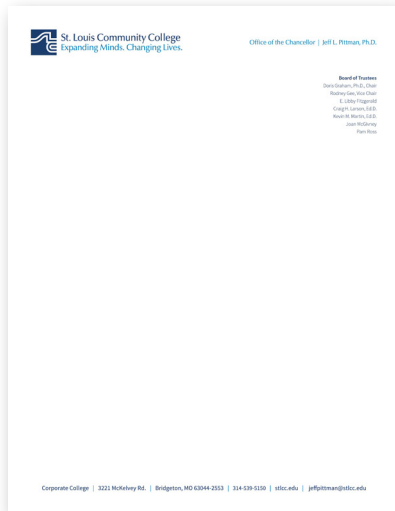 St. Louis Community College
Expanding Minds. Changing Lives.
Office of the Chancellor | Jeff L. Pittman, Ph.D.
Board of Trustees
Doris Graham, Ph.D., Chair
Rodney Gee, Vice Chair
E. Libby Fitzgerald
Craig H. Larson, Ed.D.
Kevin M. Martin, Ed.D.
Joan McGivney
Pam Ross
Corporate College | 3221 McKelvey Rd. | Bridgeton, MO 63044-2553 | 314-539-5150 | stlcc.edu | jeffpittman@stlcc.edu